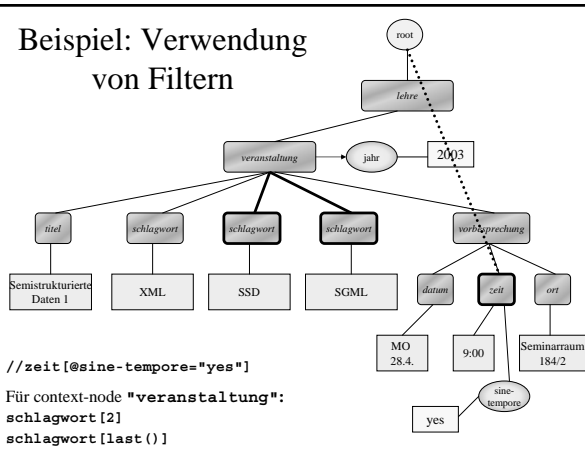 Beispiel: Verwendung
von Filtern
root
lehre
veranstaltung
jahr
2003
titel
schlagwort
schlagwort
schlagwort
vorbesprechung
Semistrukturierte
Daten 1
XML
SSD
SGML
datum
zeit
ort
MO
28.4.
9:00
Seminarraum
184/2
sine-
tempore
yes
//zeit[@sine-tempore="yes"]
Für context-node "veranstaltung":
schlagwort[2]
schlagwort[last()]